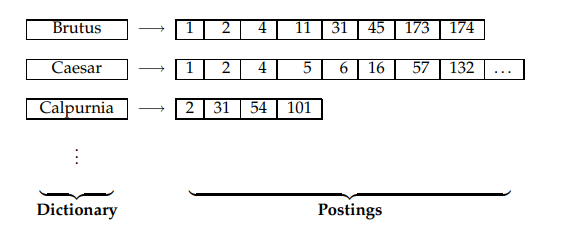 Brutus ⟶ 1 2 4 11 31 45 173 174
Caesar ⟶ 1 2 4 5 6 16 57 132 ...
Calpurnia ⟶ 2 31 54 101
⋮
Dictionary Postings